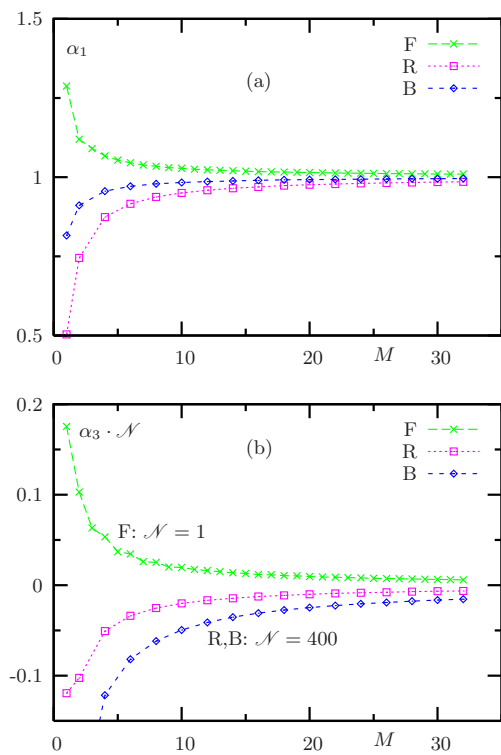 1.5
α₁
F
(a)
R
B
1
0.5
0 10 20 M 30
0.2
α₃ · 𝒩
F
(b)
R
B
0.1
F: 𝒩 = 1
0
R,B: 𝒩 = 400
-0.1
0 10 20 M 30